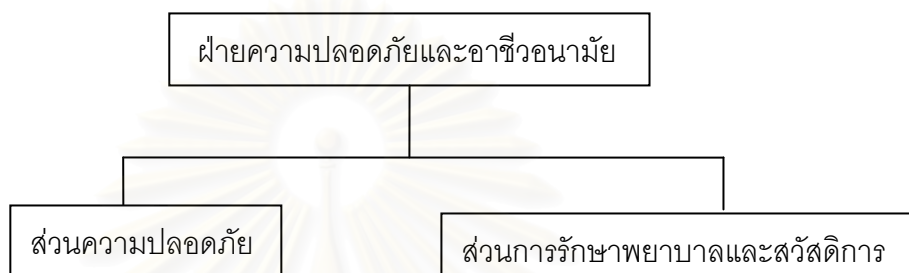 ฝ่ายความปลอดภัยและอาชีวอนามัย
ส่วนความปลอดภัย
ส่วนการรักษาพยาบาลและสวัสดิการ